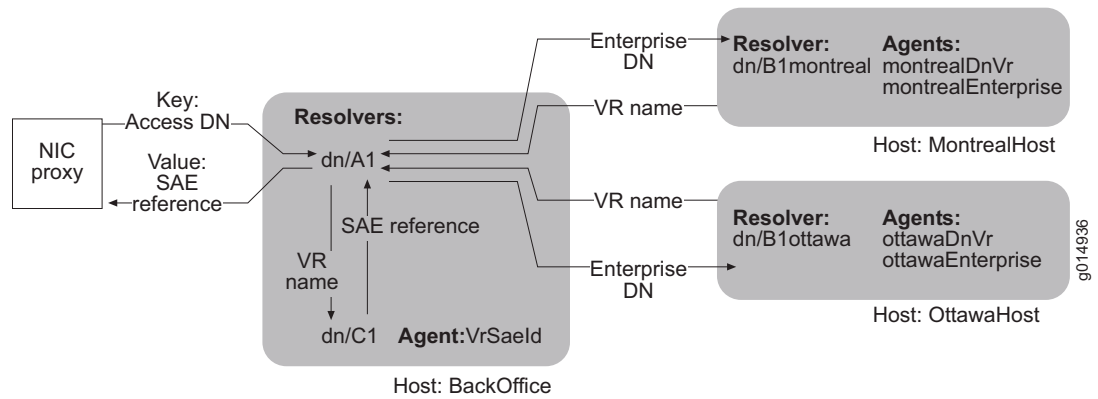 Enterprise
DN
Resolver:
dn/B1montreal
Agents:
montrealDnVr
montrealEnterprise
VR name
Host: MontrealHost
Key:
Access DN
NIC
proxy
Value:
SAE
reference
Resolvers:
dn/A1
SAE reference
VR
name
dn/C1
Agent:VrSaeId
Host: BackOffice
VR name
Enterprise
DN
Resolver:
dn/B1ottawa
Agents:
ottawaDnVr
ottawaEnterprise
Host: OttawaHost
g014936